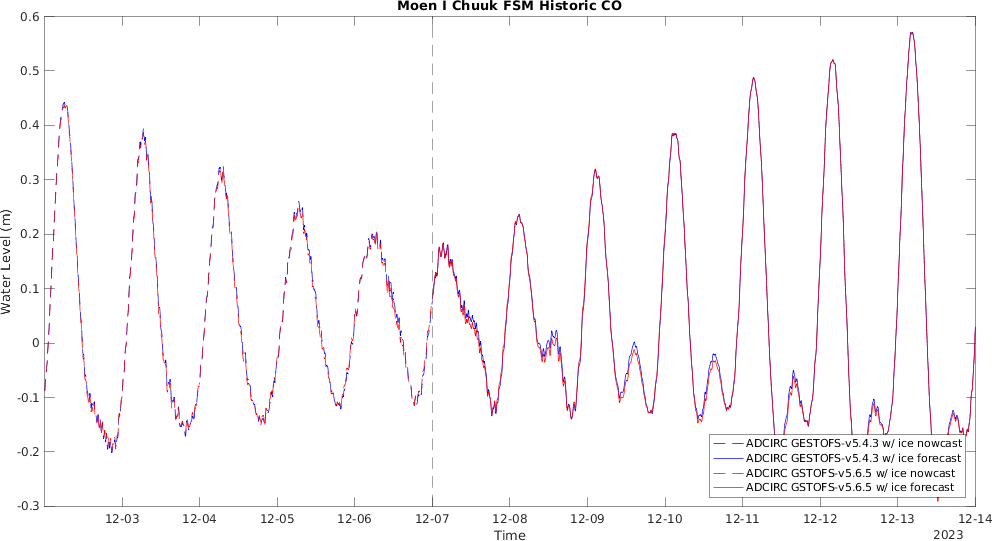 Moen I Chuuk FSM Historic CO
0.6
0.5
0.4
0.3
0.2
0.1
0
-0.1
-0.2
-0.3
Water Level (m)
ADCIRC GESTOFS-v5.4.3 w/ ice nowcast
ADCIRC GESTOFS-v5.4.3 w/ ice forecast
ADCIRC GSTOFS-v5.6.5 w/ ice nowcast
ADCIRC GSTOFS-v5.6.5 w/ ice forecast
12-03 12-04 12-05 12-06 12-07 12-08 12-09 12-10 12-11 12-12 12-13 12-14
Time
2023